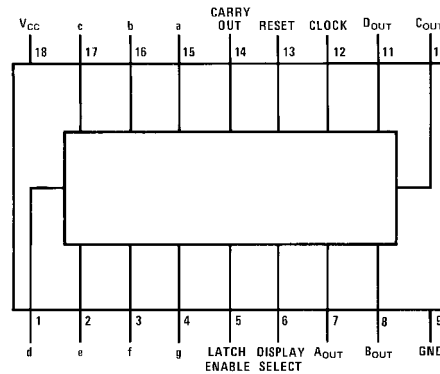 CARRY
VCC c b a OUT RESET CLOCK DOUT COUT
18 17 16 15 14 13 12 11 1
1 2 3 4 5 6 7 8 9
d e f g LATCH DISPLAY AOUT BOUT GND
ENABLE SELECT